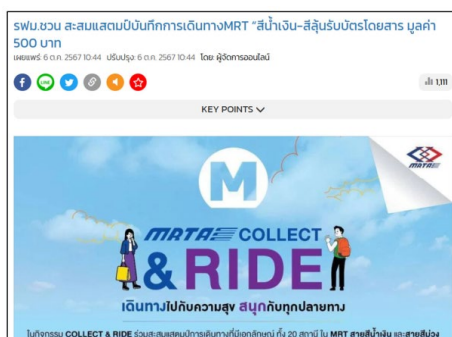 รฟม.ชวน สะสมแสตมป์บันทึกการเดินทางMRT "สีน้ำเงิน-สีลุ้นรับบัตรโดยสาร มูลค่า
500 บาท
เผยแพร่: 6 ต.ค. 2567 10:44 ปรับปรุง: 6 ต.ค. 2567 10:44 โดย: ผู้จัดการออนไลน์
1,111
KEY POINTS
M
MRTA
MRTA COLLECT
& RIDE
เดินทางไปกับความสุข สนุกกับทุกปลายทาง
ในกิจกรรม COLLECT & RIDE ร่วมสะสมแสตมป์การเดินทางที่มีเอกลักษณ์ ทั้ง 20 สถานี ใน MRT สายสีน้ำเงิน และสายสีม่วง